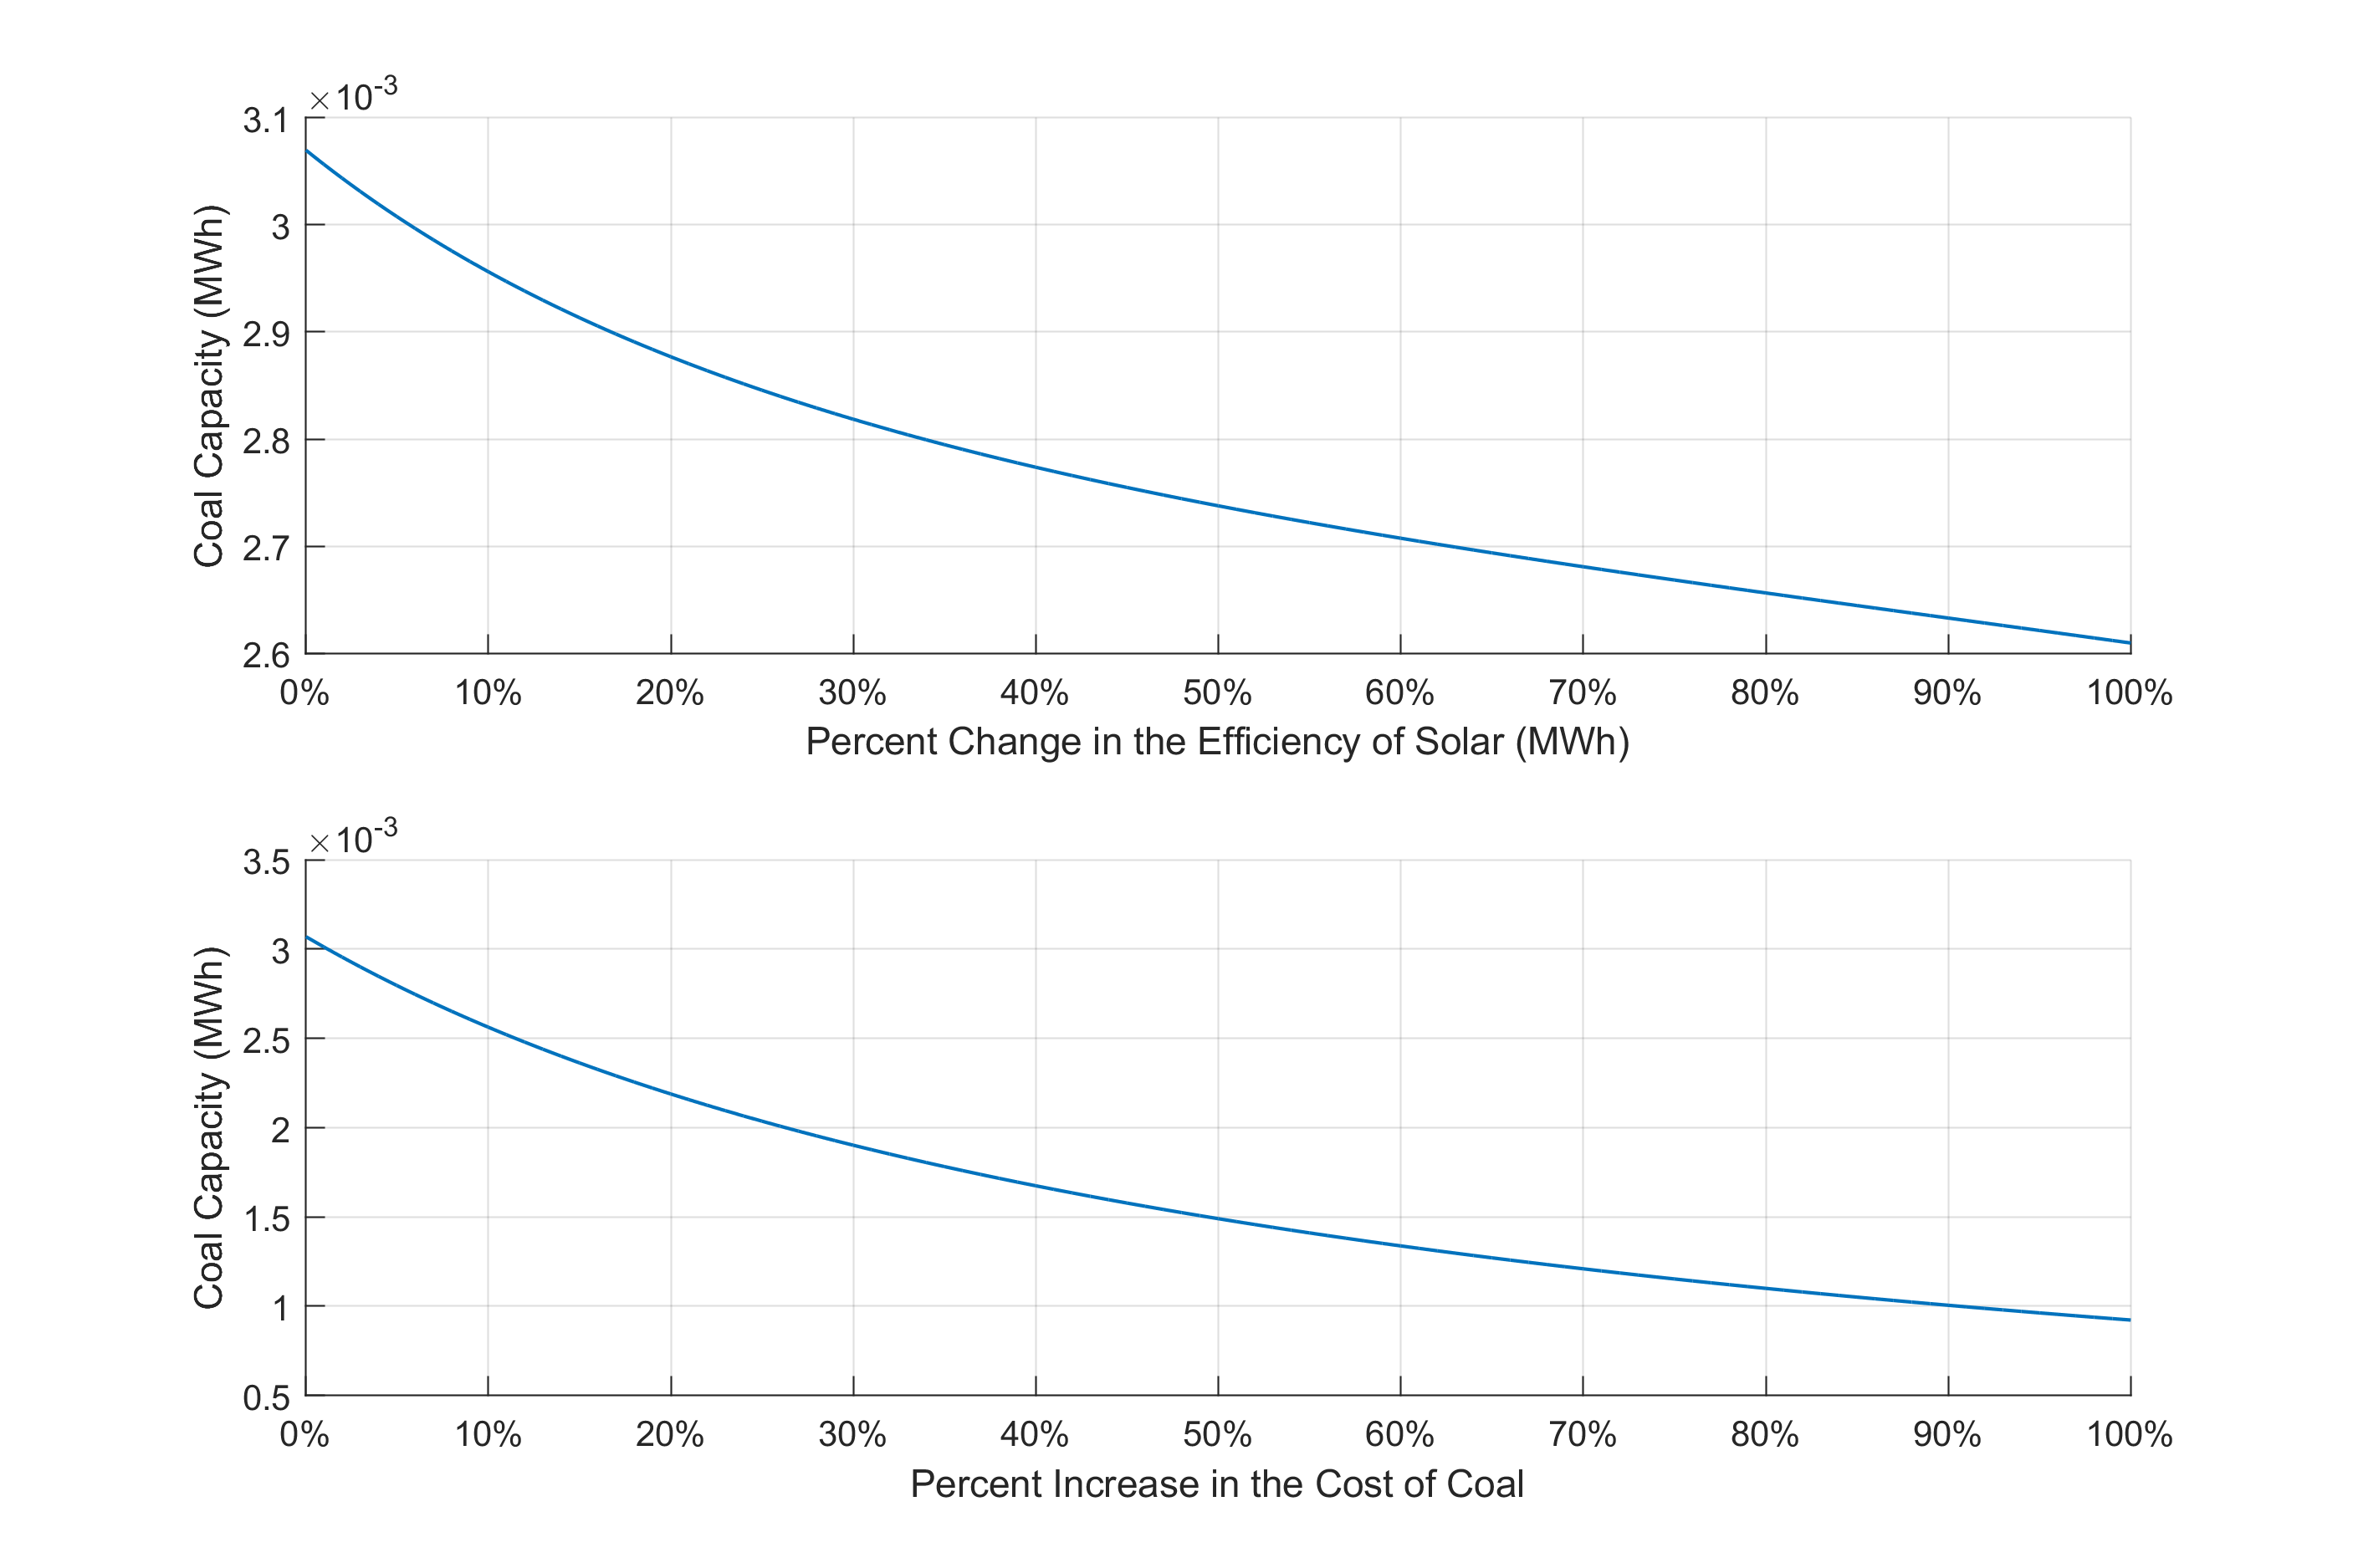 ×10-3
3.1
3
2.9
2.8
2.7
2.6
Coal Capacity (MWh)
0% 10% 20% 30% 40% 50% 60% 70% 80% 90% 100%
Percent Change in the Efficiency of Solar (MWh)
×10-3
3.5
3
2.5
2
1.5
1
0.5
Coal Capacity (MWh)
0% 10% 20% 30% 40% 50% 60% 70% 80% 90% 100%
Percent Increase in the Cost of Coal